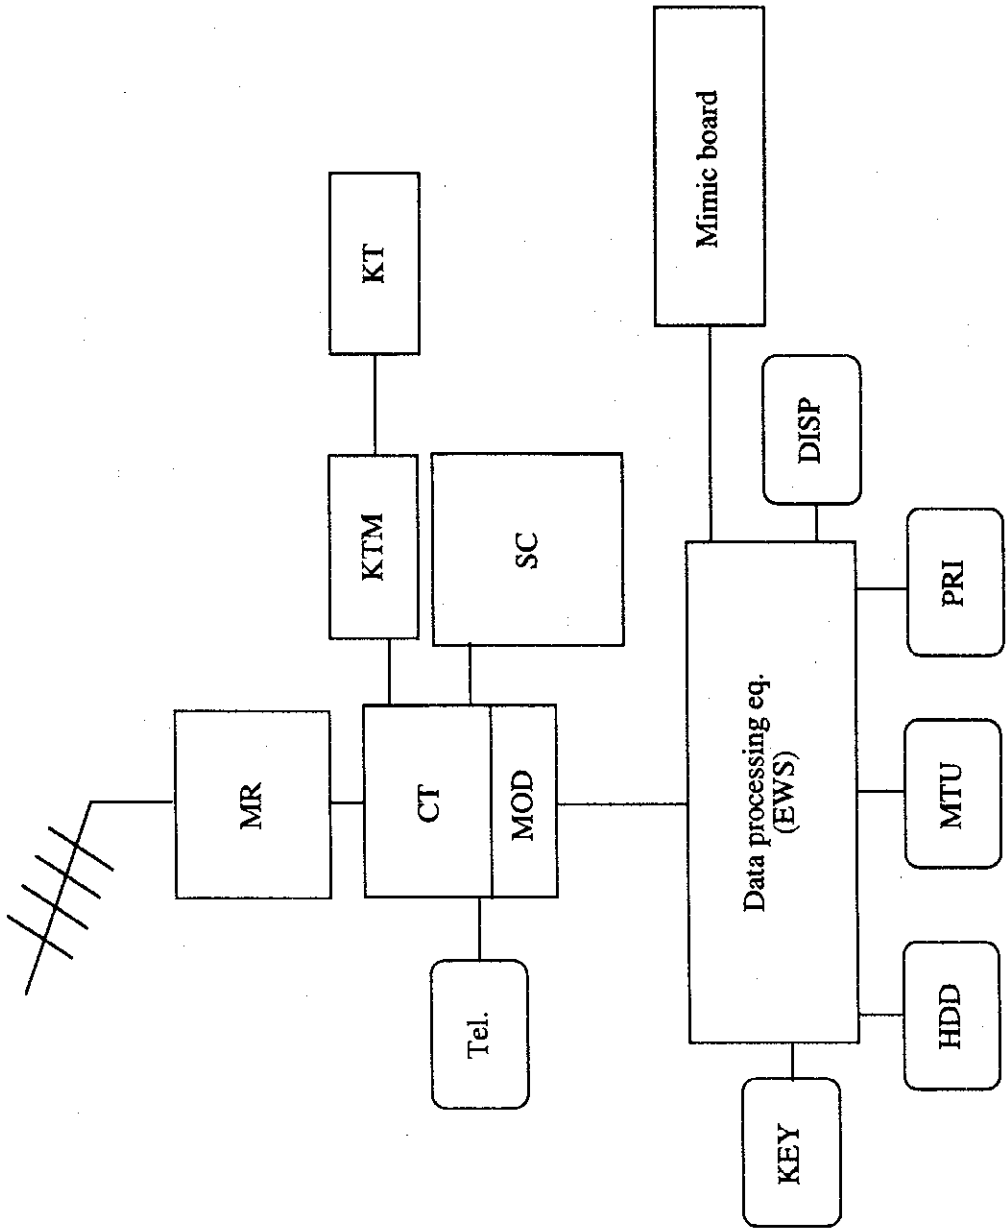 MR
KT
KTM
CT
MOD
SC
Tel.
Mimic board
Data processing eq.
(EWS)
DISP
KEY
HDD
MTU
PRI